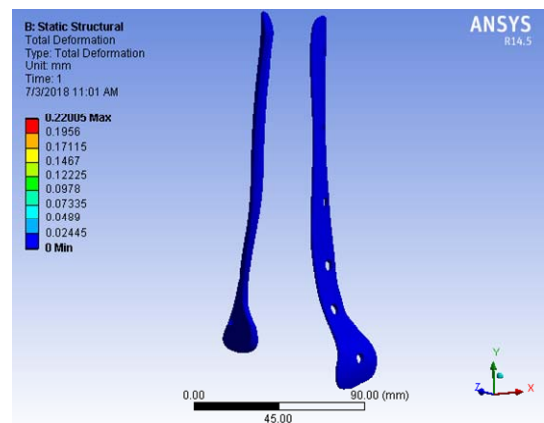 B: Static Structural
Total Deformation
Type: Total Deformation
Unit: mm
Time: 1
7/3/2018 11:01 AM
0.22005 Max
0.1956
0.17115
0.1467
0.12225
0.0978
0.07335
0.0489
0.02445
0 Min
ANSYS
R14.5
0.00
90.00 (mm)
45.00
Y
Z
X